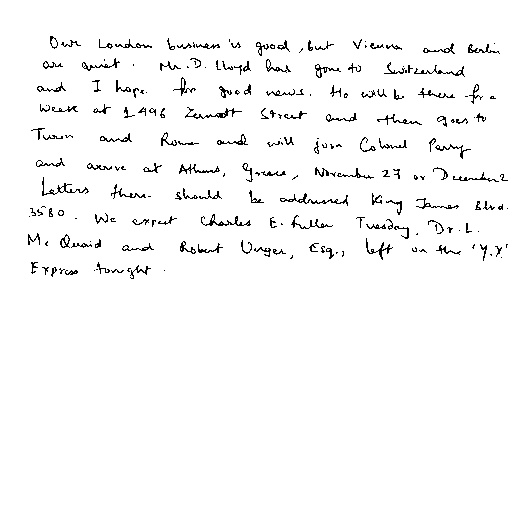 Our London business is good, but Vienna and Berlin
are quiet. Mr. D. Lloyd has gone to Switzerland
and I hope for good news. He will be there for a
week at 1496 Zermott Street and then goes to
Turin and Rome and will join Colonel Parry
and arrive at Athens, Greece, November 27 or December 2
Letters there should be addressed King James Blvd.
3580. We expect Charles E. Fuller Tuesday. Dr. L.
Mc Quaid and Robert Unger, Esq., left on the 'Y.X'
Express tonight.